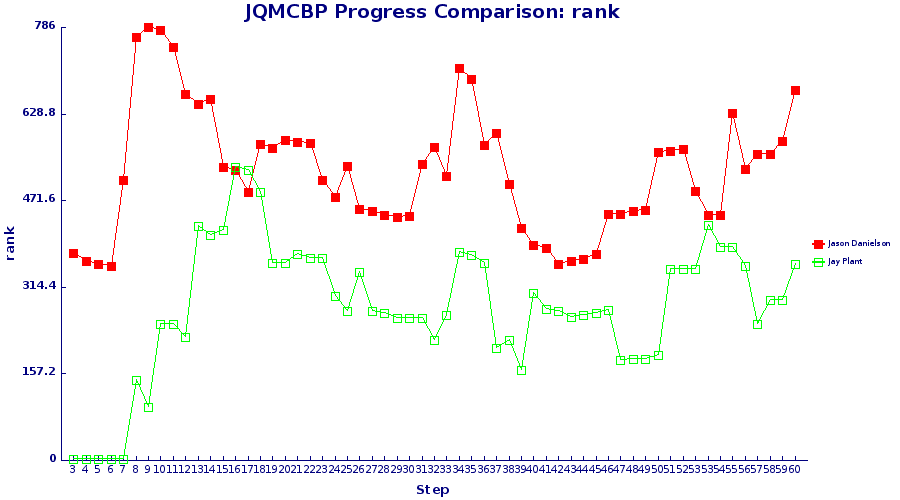 JQMCBP Progress Comparison: rank
786
628.8
471.6
314.4
157.2
0
rank
3 4 5 6 7 8 9 10 11 12 13 14 15 16 17 18 19 20 21 22 23 24 25 26 27 28 29 30 31 32 33 34 35 36 37 38 39 40 41 42 43 44 45 46 47 48 49 50 51 52 53 54 55 56 57 58 59 60
Step
Jason Danielson
Jay Plant